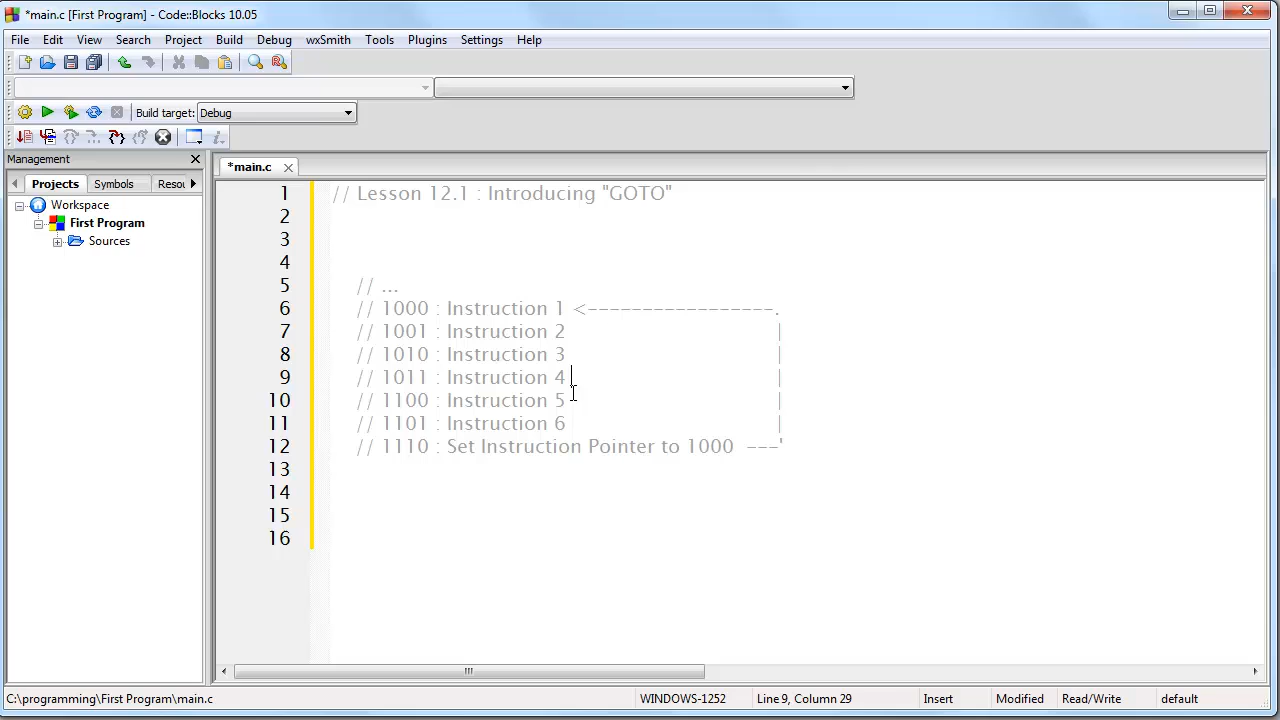 *main.c [First Program] - Code::Blocks 10.05
File Edit View Search Project Build Debug wxSmith Tools Plugins Settings Help
Build target: Debug
Management
*main.c
Projects Symbols Resou
Workspace
First Program
Sources
1 // Lesson 12.1 : Introducing "GOTO"
2
3
4
5 // ...
6 // 1000 : Instruction 1 <-----------------.
7 // 1001 : Instruction 2 |
8 // 1010 : Instruction 3 |
9 // 1011 : Instruction 4 |
10 // 1100 : Instruction 5 |
11 // 1101 : Instruction 6 |
12 // 1110 : Set Instruction Pointer to 1000 ---'
13
14
15
16
C:\programming\First Program\main.c WINDOWS-1252 Line 9, Column 29 Insert Modified Read/Write default